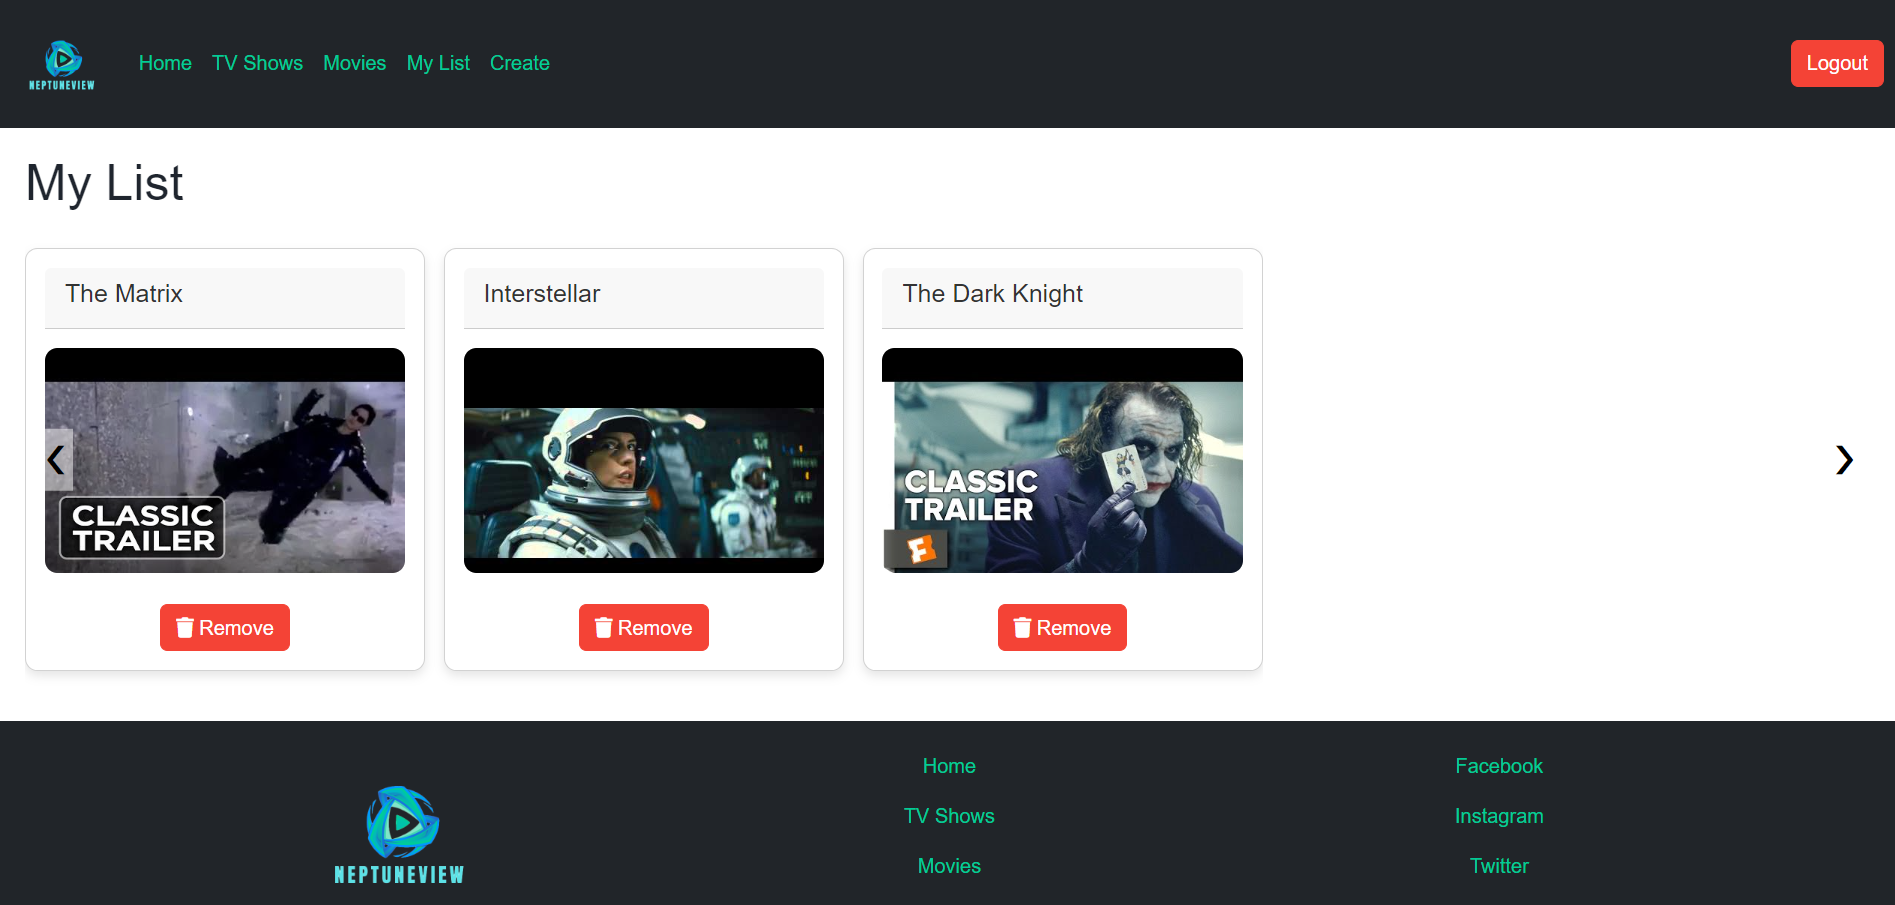 NEPTUNEVIEW
Home
TV Shows
Movies
My List
Create
Logout
My List
The Matrix
Interstellar
The Dark Knight
CLASSIC
TRAILER
CLASSIC
TRAILER
F
Remove
Remove
Remove
NEPTUNEVIEW
Home
TV Shows
Movies
Facebook
Instagram
Twitter